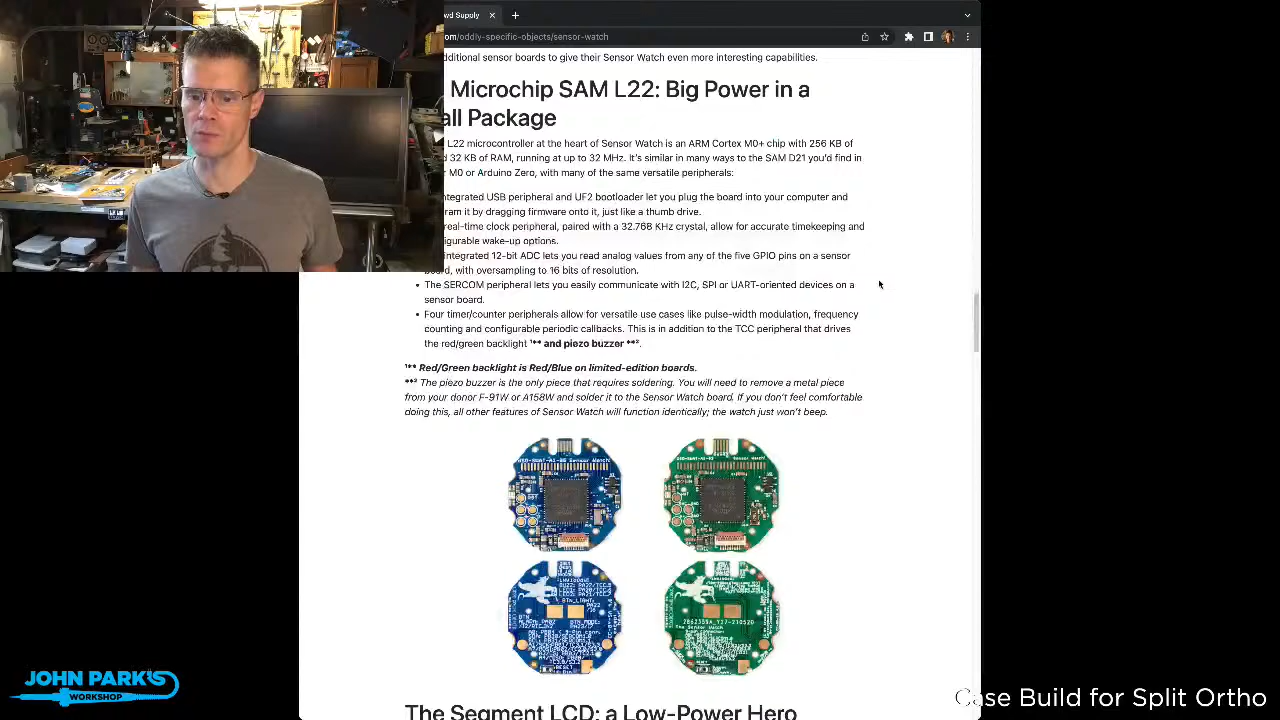 wd Supply
om/oddly-specific-objects/sensor-watch
dditional sensor boards to give their Sensor Watch even more interesting capabilities.
Microchip SAM L22: Big Power in a
all Package
L22 microcontroller at the heart of Sensor Watch is an ARM Cortex M0+ chip with 256 KB of
d 32 KB of RAM, running at up to 32 MHz. It's similar in many ways to the SAM D21 you'd find in
r M0 or Arduino Zero, with many of the same versatile peripherals:
ntegrated USB peripheral and UF2 bootloader let you plug the board into your computer and
ram it by dragging firmware onto it, just like a thumb drive.
real-time clock peripheral, paired with a 32.768 KHz crystal, allow for accurate timekeeping and
igurable wake-up options.
integrated 12-bit ADC lets you read analog values from any of the five GPIO pins on a sensor
board, with oversampling to 16 bits of resolution.
• The SERCOM peripheral lets you easily communicate with I2C, SPI or UART-oriented devices on a
sensor board.
• Four timer/counter peripherals allow for versatile use cases like pulse-width modulation, frequency
counting and configurable periodic callbacks. This is in addition to the TCC peripheral that drives
the red/green backlight ¹** and piezo buzzer **².
¹** Red/Green backlight is Red/Blue on limited-edition boards.
**² The piezo buzzer is the only piece that requires soldering. You will need to remove a metal piece
from your donor F-91W or A158W and solder it to the Sensor Watch board. If you don't feel comfortable
doing this, all other features of Sensor Watch will function identically; the watch just won't beep.
The Segment LCD: a Low-Power Hero
JOHN PARK'S
WORKSHOP
Case Build for Split Ortho